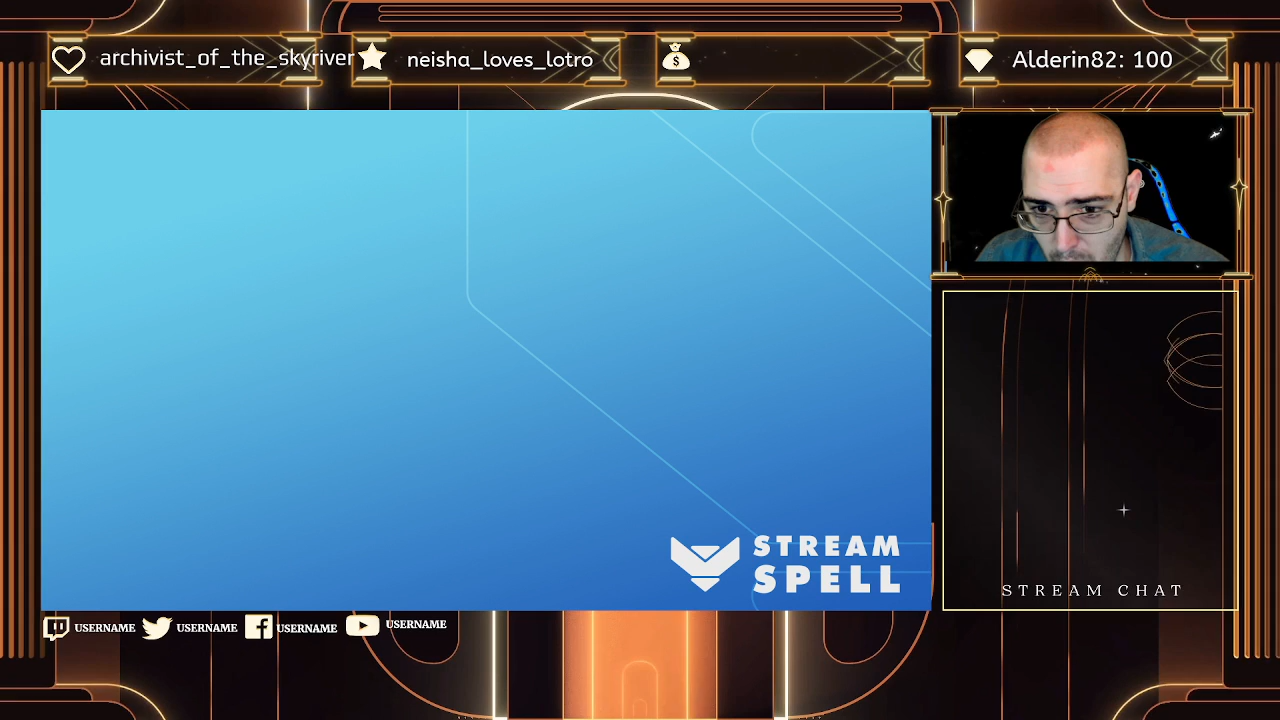 archivist_of_the_skyriver
neisha_loves_lotro
Alderin82: 100
STREAM
SPELL
STREAM CHAT
USERNAME USERNAME USERNAME USERNAME